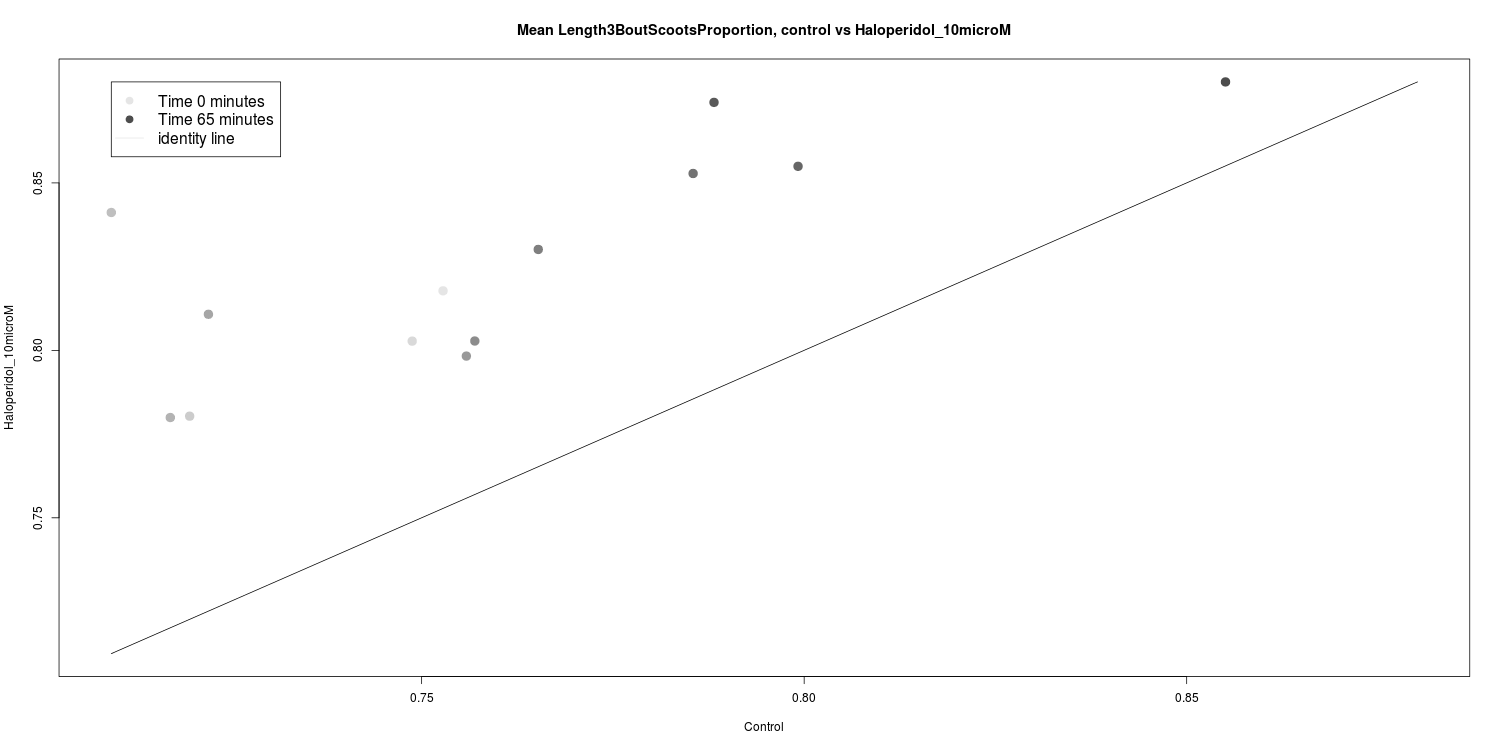 Mean Length3BoutScootsProportion, control vs Haloperidol_10microM
Time 0 minutes
Time 65 minutes
identity line
Haloperidol_10microM
0.85
0.80
0.75
0.75
0.80
0.85
Control